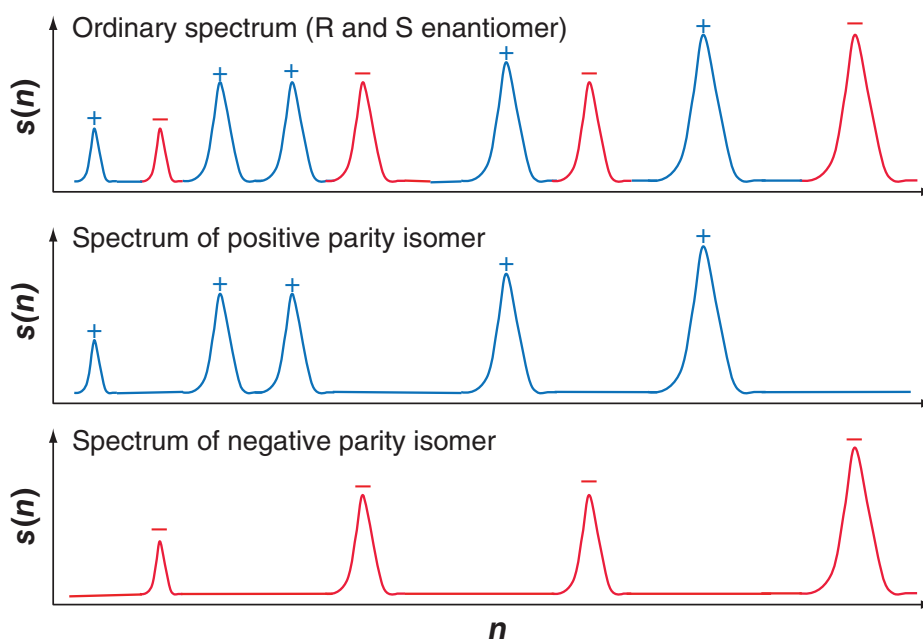 Ordinary spectrum (R and S enantiomer)
+ − + + − + − + −
s(n)
Spectrum of positive parity isomer
+ + + + +
s(n)
Spectrum of negative parity isomer
− − − −
s(n)
n